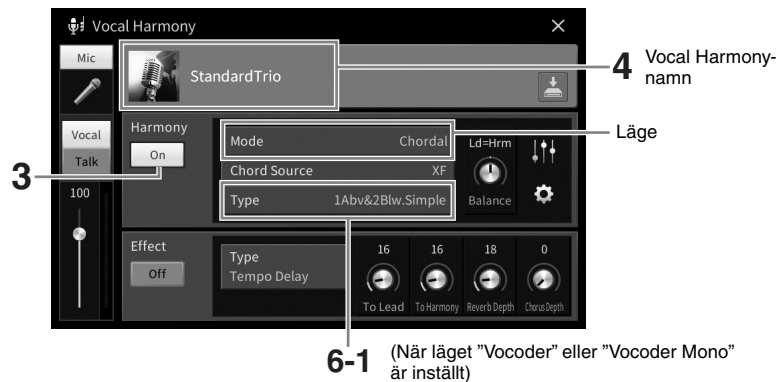 Vocal Harmony
Mic
StandardTrio
4 Vocal Harmony-
namn
Vocal
Talk
Harmony
On
3
Mode Chordal
Läge
Chord Source XF
Type 1Abv&2Blw.Simple
Ld=Hrm
Balance
100
Effect
Off
Type
Tempo Delay
16 16 18 0
To Lead To Harmony Reverb Depth Chorus Depth
6-1 (När läget ”Vocoder” eller ”Vocoder Mono”
är inställt)